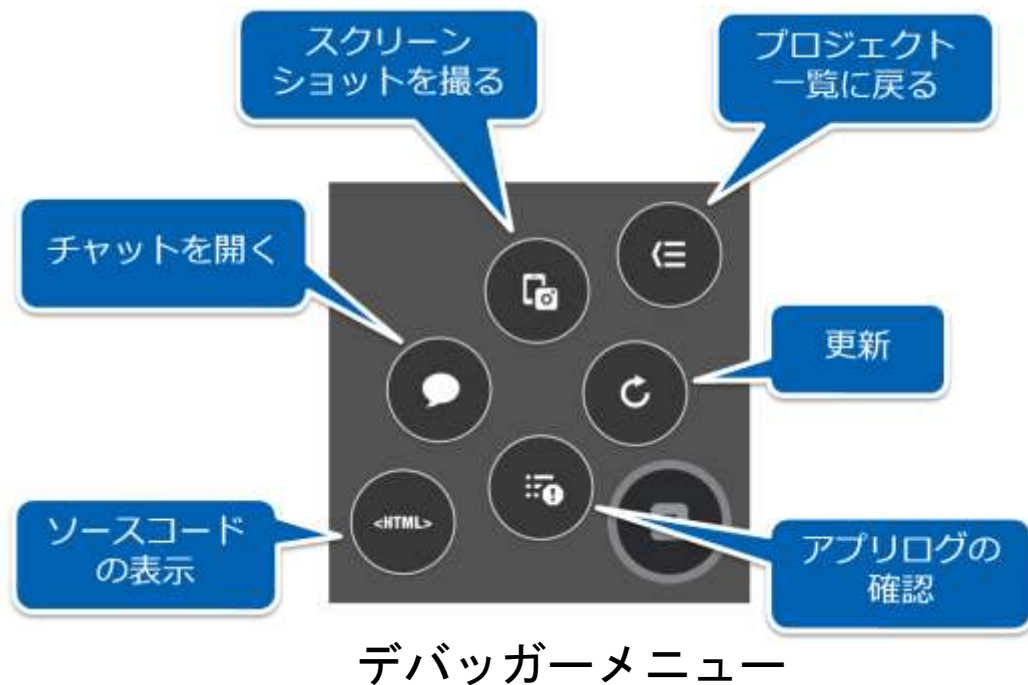 スクリーン
ショットを撮る
プロジェクト
一覧に戻る
チャットを開く
更新
<HTML>
ソースコード
の表示
アプリログの
確認
デバッガーメニュー